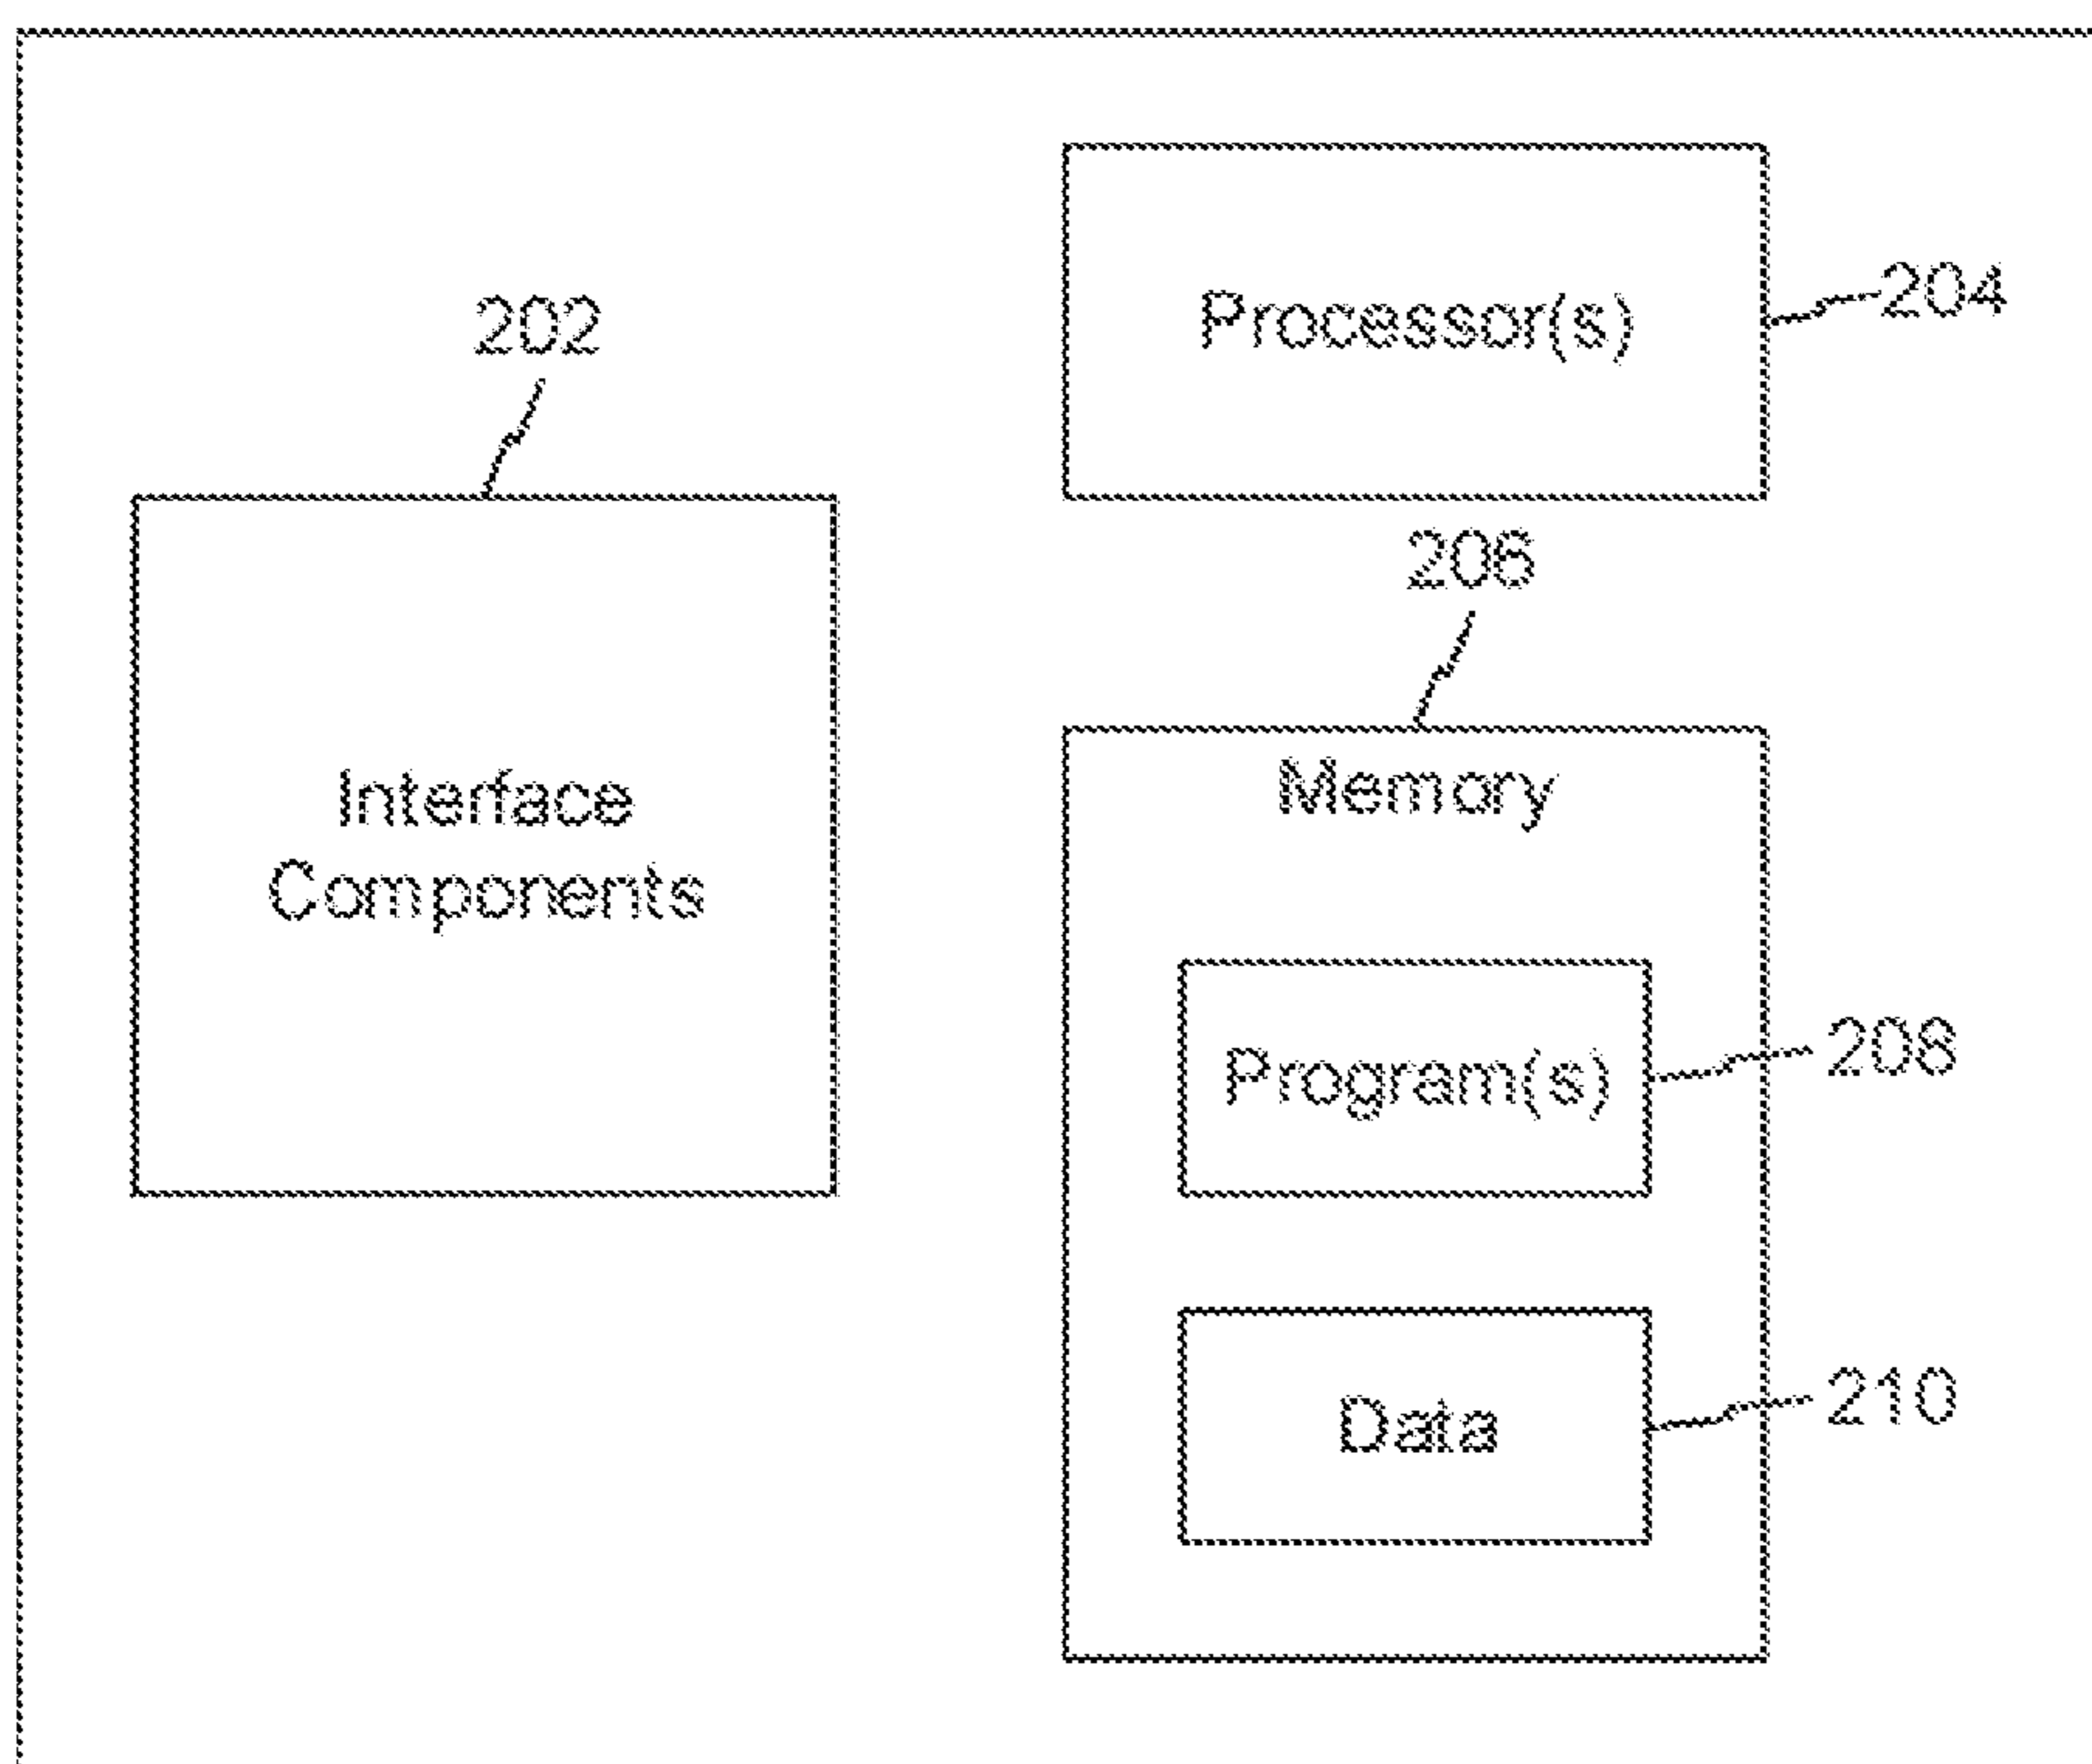 Processor(s)
204
202
206
Interface
Components
Memory
Program(s)
208
Data
210